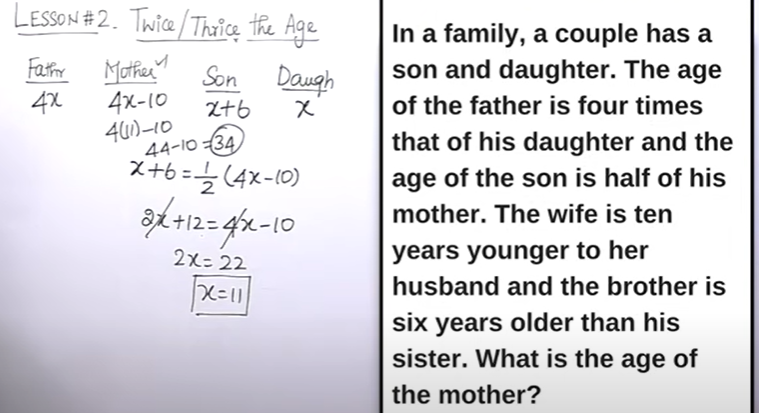 LESSON #2. Twice/Thrice the Age
Father Mother Son Daugh
4x 4x-10 x+6 x
4(11)-10
44-10=34
x+6=1/2(4x-10)
2x+12=4x-10
2x=22
x=11
In a family, a couple has a
son and daughter. The age
of the father is four times
that of his daughter and the
age of the son is half of his
mother. The wife is ten
years younger to her
husband and the brother is
six years older than his
sister. What is the age of
the mother?